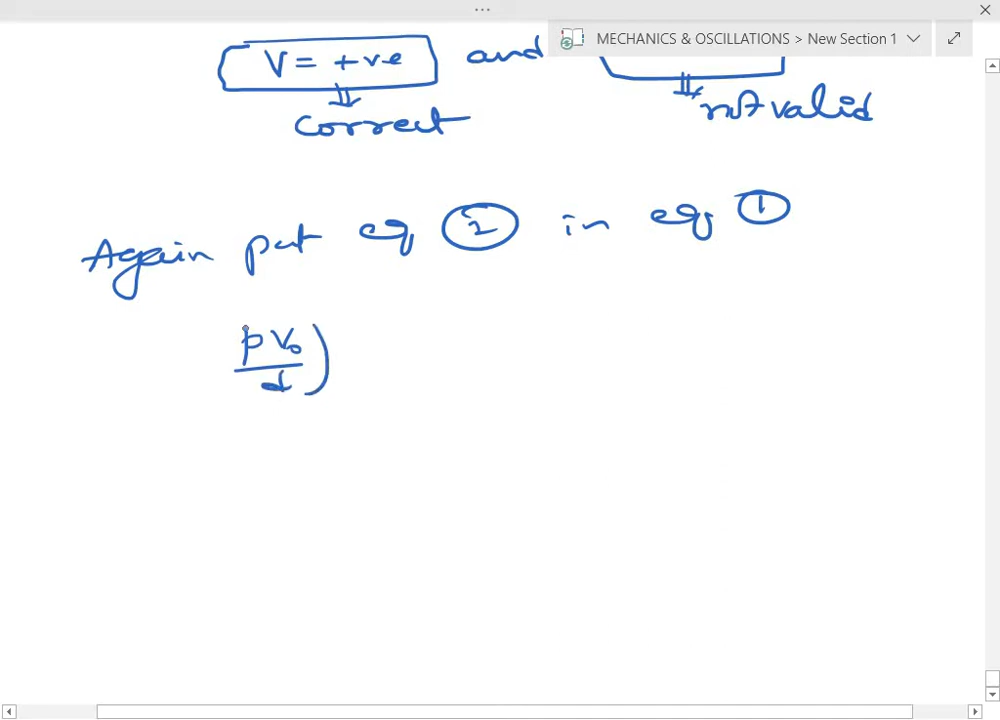 MECHANICS & OSCILLATIONS > New Section 1
V = +ve and
correct not valid
Again put eq ② in eq ①
PV₀
d )